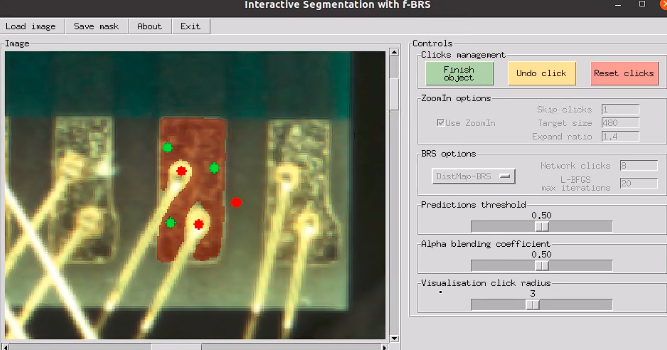 Interactive Segmentation with f-BRS
Load image Save mask About Exit
Image
Controls
Clicks management
Finish object
Undo click
Reset clicks
ZoomIn options
Use ZoomIn
Skip clicks 1
Target size 480
Expand ratio 1.4
BRS options
DistMap-BRS
Network clicks 8
L-BFGS max iterations 20
Predictions threshold
0.50
Alpha blending coefficient
0.50
Visualisation click radius
3